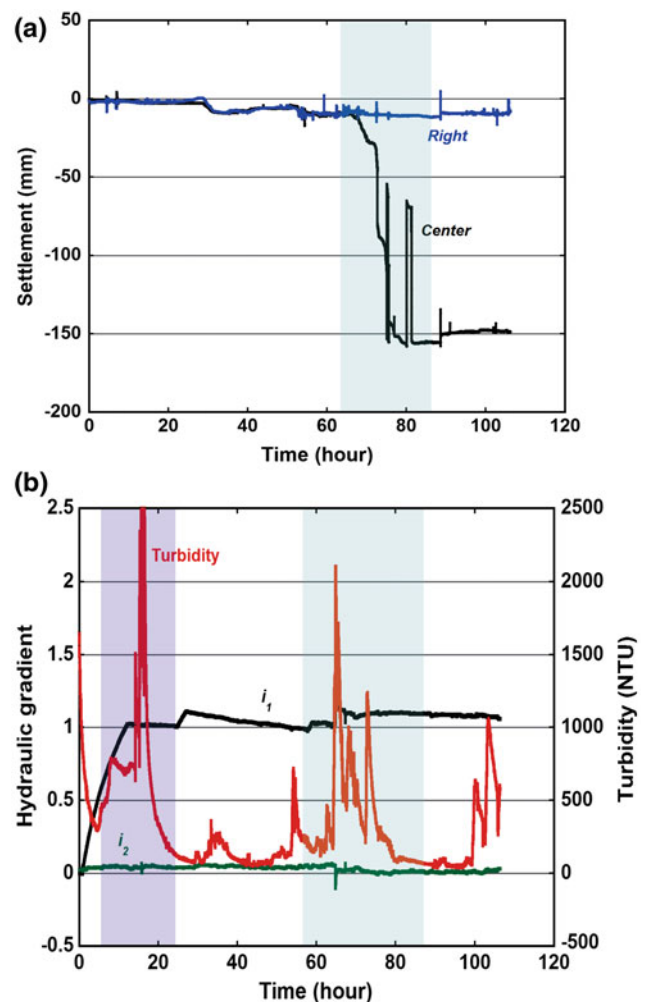 (a)
50
0
-50
-100
-150
-200
Settlement (mm)
Right
Center
0 20 40 60 80 100 120
Time (hour)
(b)
2.5
2
1.5
1
0.5
0
-0.5
Hydraulic gradient
Turbidity
i_1
i_2
2500
2000
1500
1000
500
0
-500
Turbidity (NTU)
0 20 40 60 80 100 120
Time (hour)